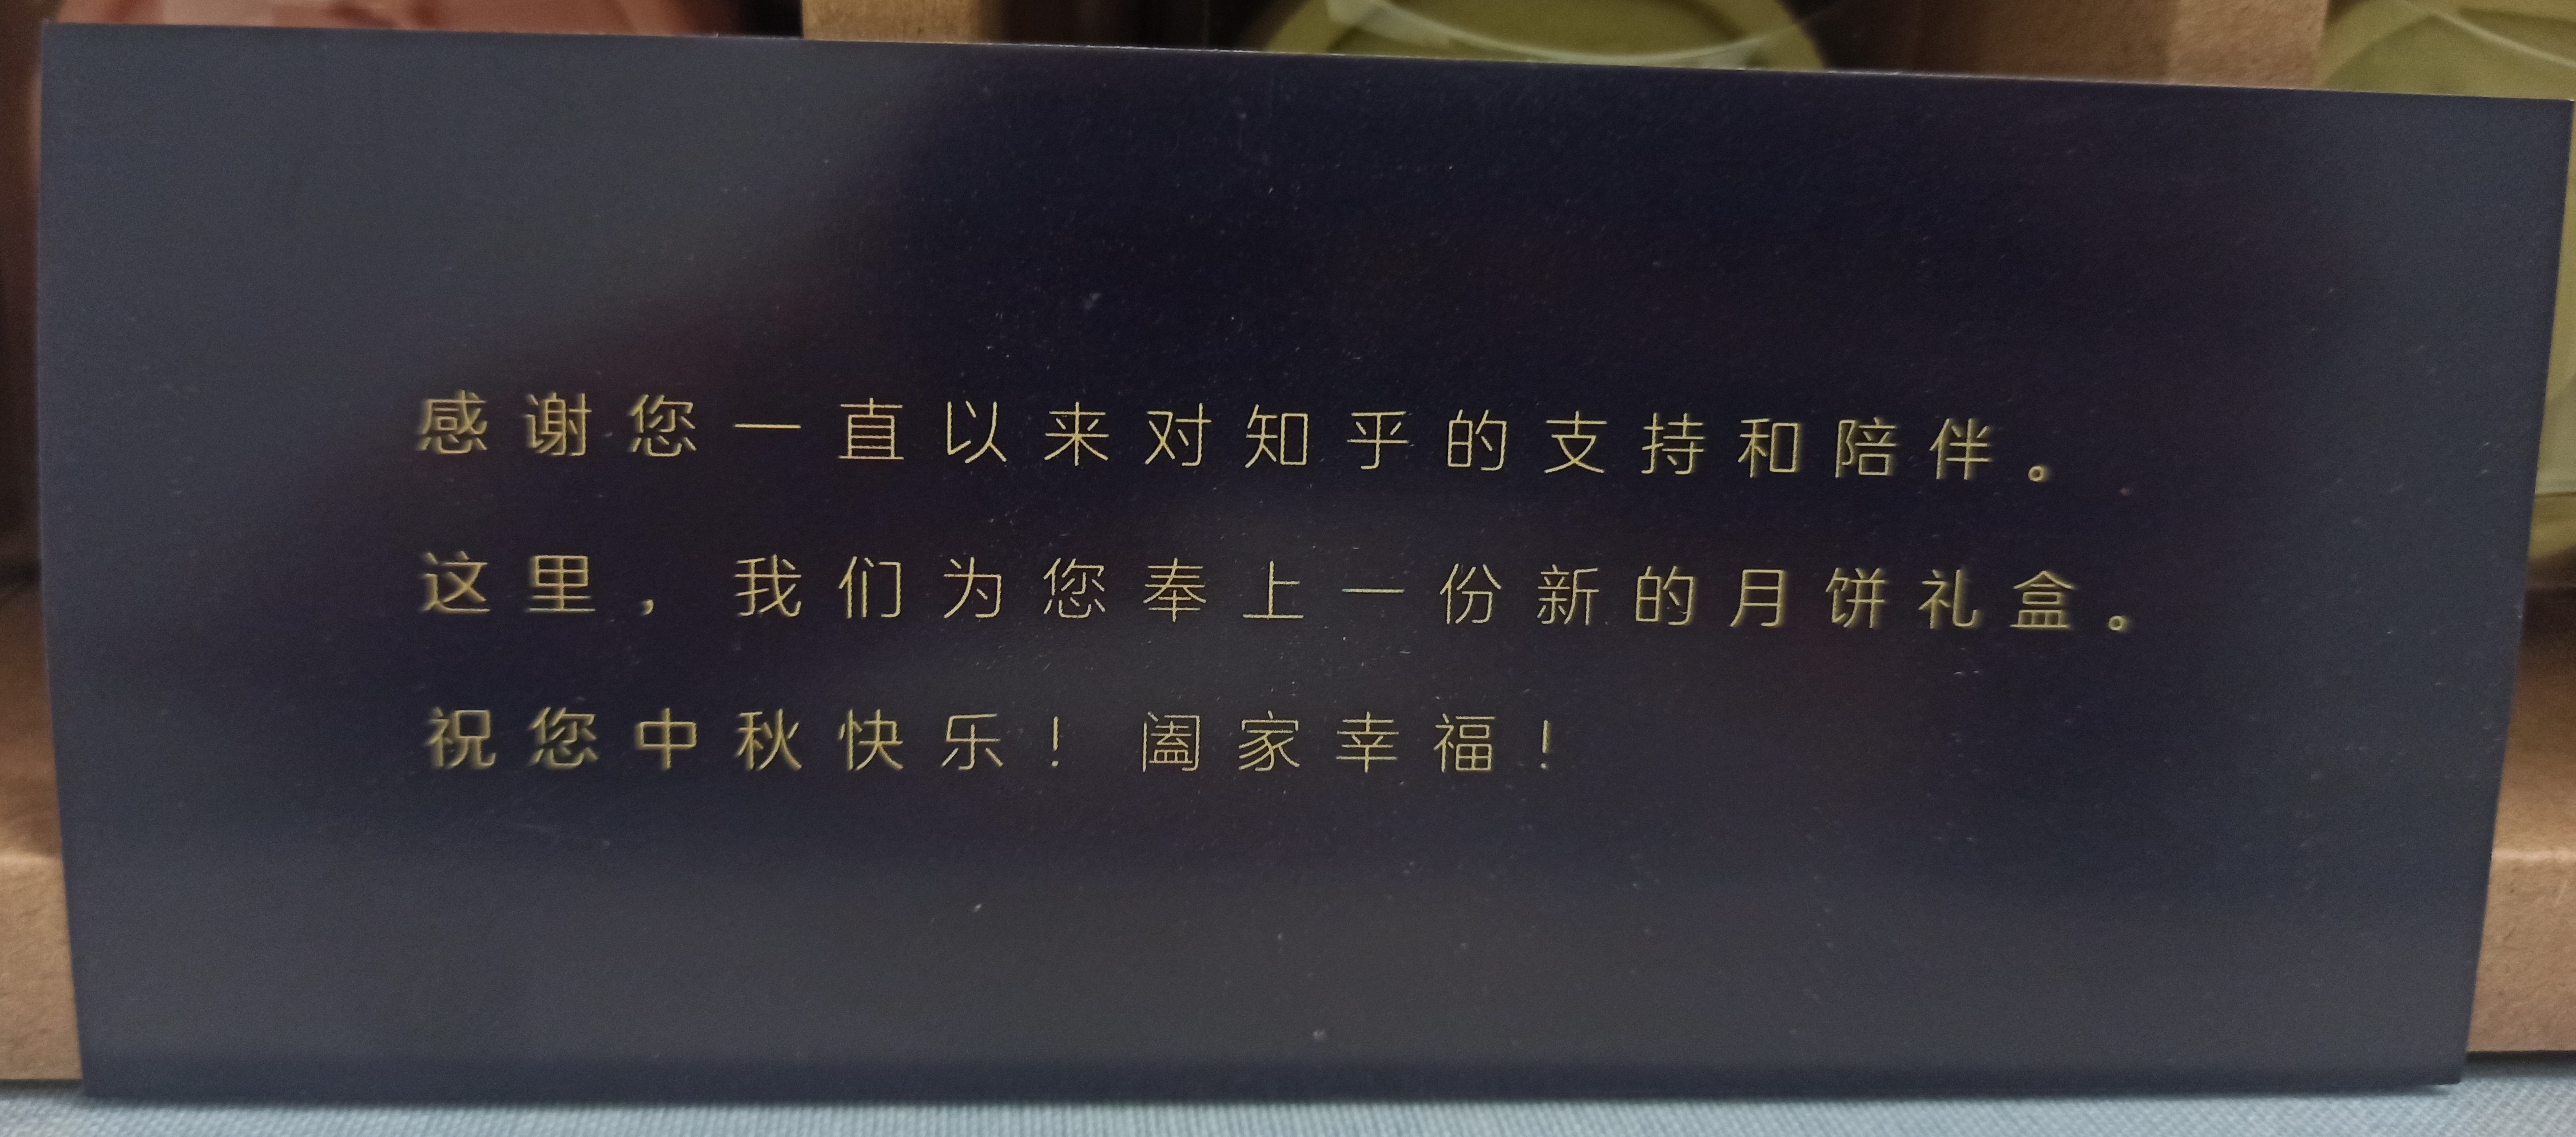 感谢您一直以来对知乎的支持和陪伴。
这里，我们为您奉上一份新的月饼礼盒。
祝您中秋快乐！阖家幸福！